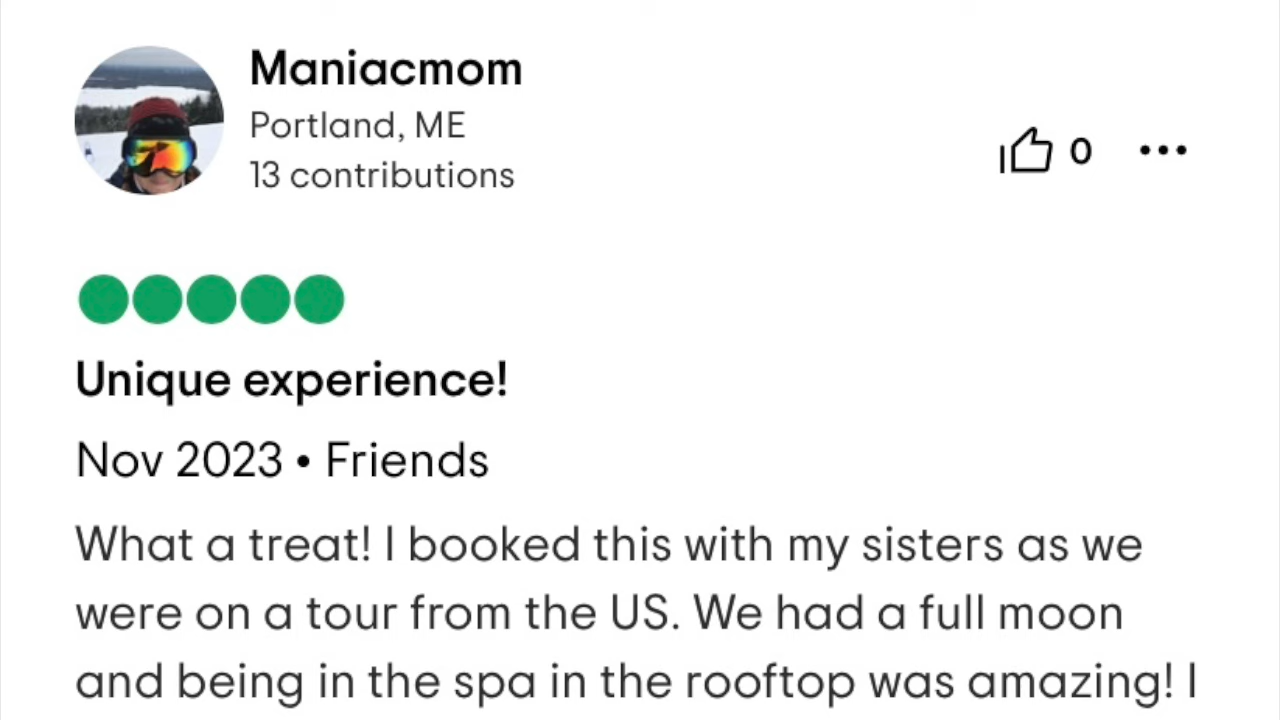 Maniacmom
Portland, ME
13 contributions
0
Unique experience!
Nov 2023 • Friends
What a treat! I booked this with my sisters as we
were on a tour from the US. We had a full moon
and being in the spa in the rooftop was amazing! I